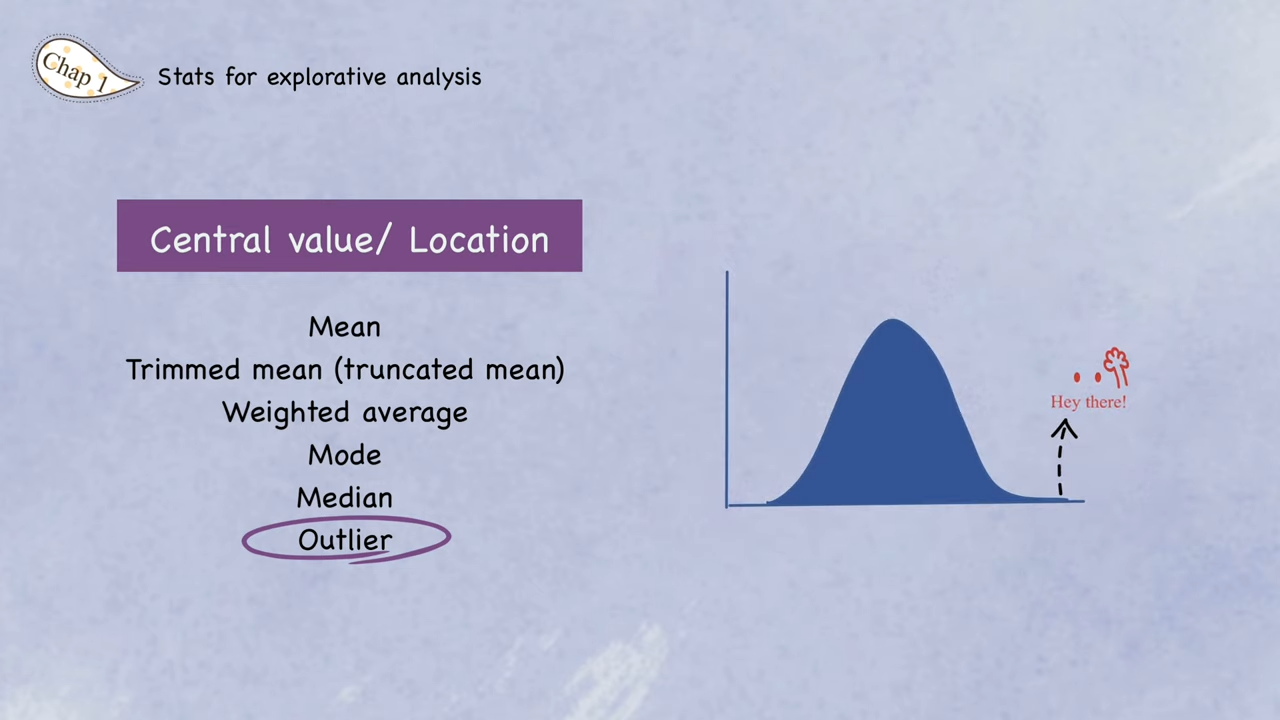 Chap 1
Stats for explorative analysis
Central value/ Location
Mean
Trimmed mean (truncated mean)
Weighted average
Mode
Median
Outlier
Hey there!